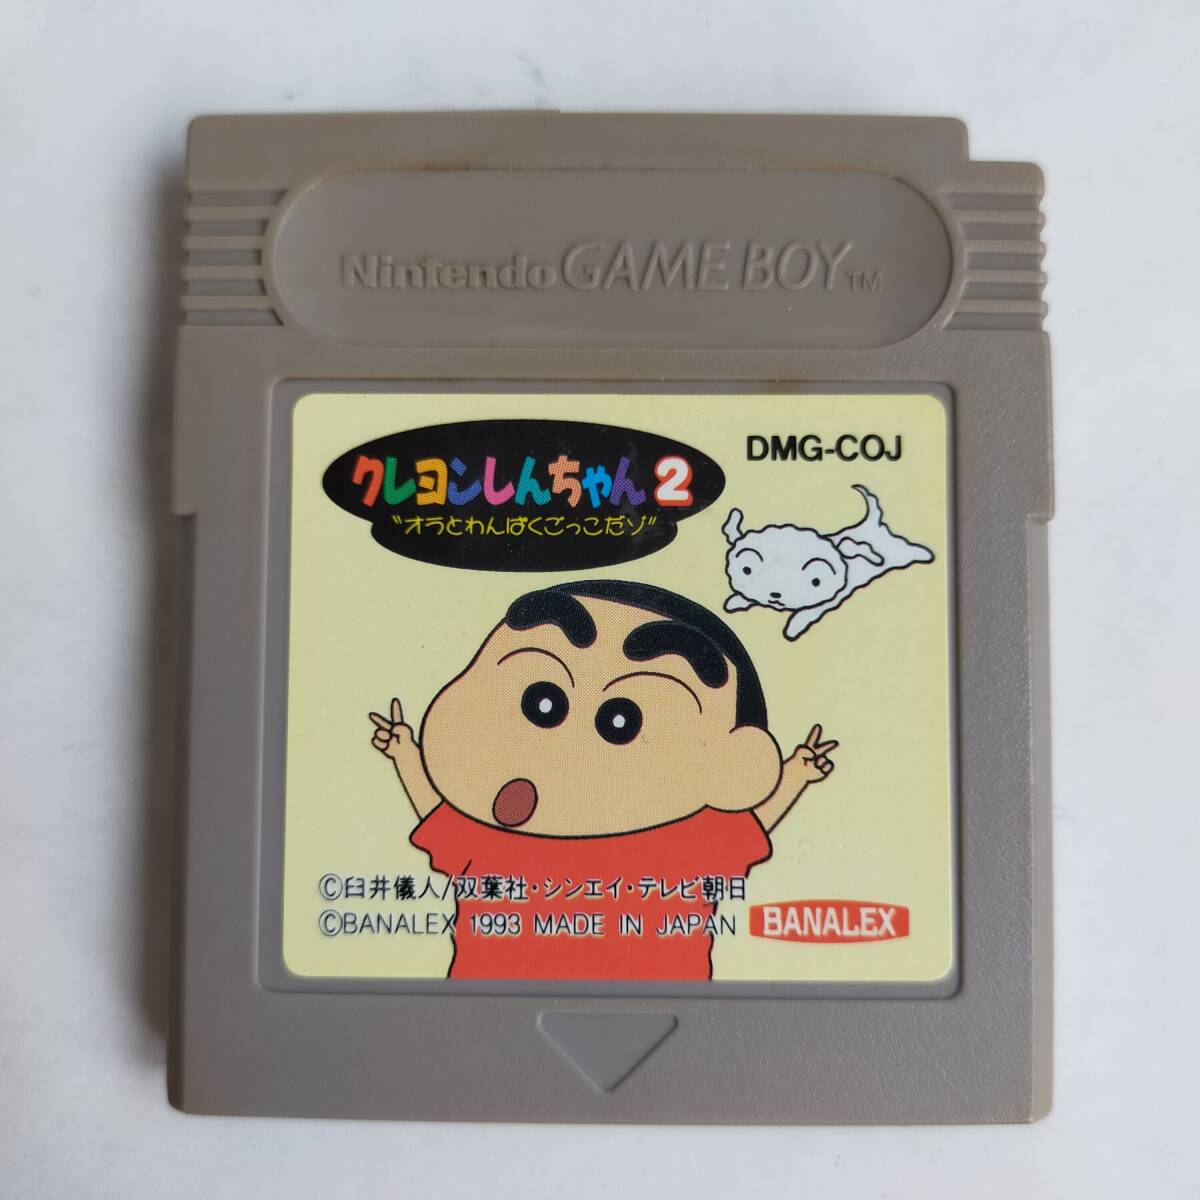 Nintendo GAME BOY TM
クレヨンしんちゃん2
"オラとわんぱくごっこだゾ"
DMG-COJ
©臼井儀人/双葉社・シンエイ・テレビ朝日
©BANALEX 1993 MADE IN JAPAN
BANALEX